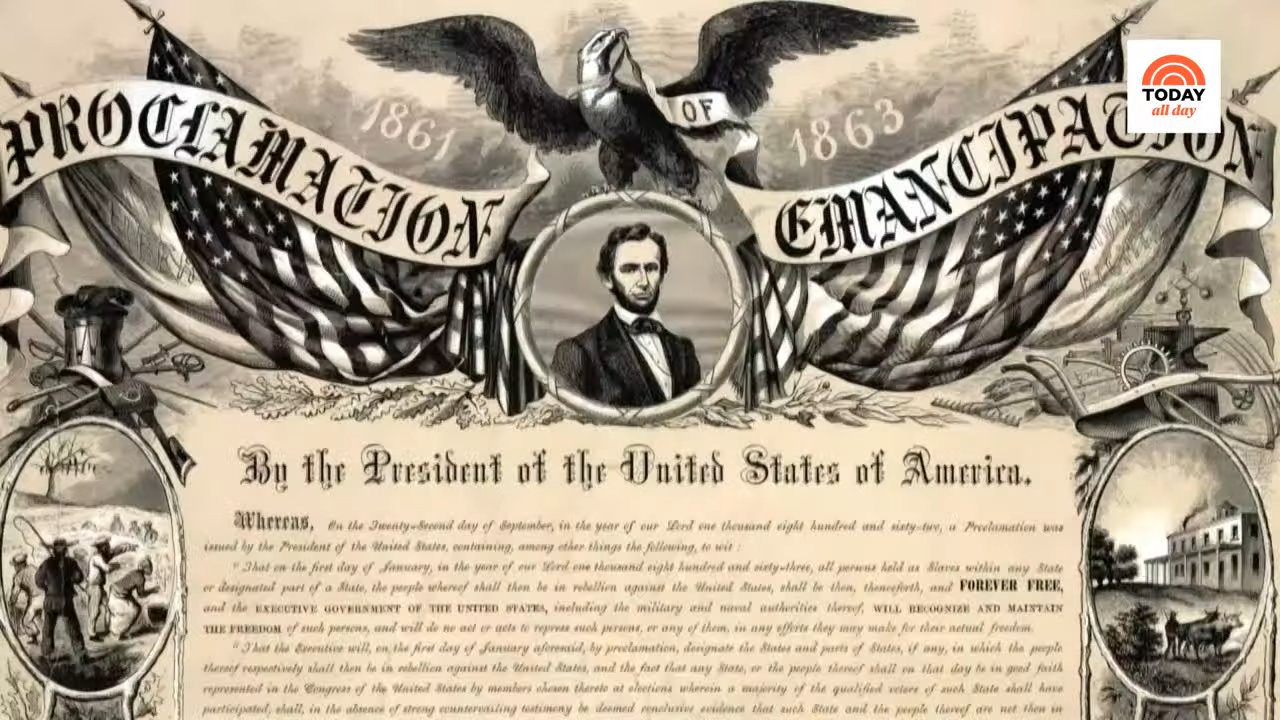 PROCLAMATION
1861
OF
1863
EMANCIPATION
TODAY
all day
By the President of the United States of America.
Whereas, On the Twenty-Second day of September, in the year of our Lord one thousand eight hundred and sixty-two, a Proclamation was
issued by the President of the United States, containing, among other things the following, to wit :
"That on the first day of January, in the year of our Lord one thousand eight hundred and sixty-three, all persons held as Slaves within any State
or designated part of a State, the people whereof shall then be in rebellion against the United States, shall be then, thenceforth, and FOREVER FREE,
and the EXECUTIVE GOVERNMENT OF THE UNITED STATES, including the military and naval authorities thereof, WILL RECOGNIZE AND MAINTAIN
THE FREEDOM of such persons, and will do no act or acts to repress such persons, or any of them, in any efforts they may make for their actual freedom.
"That the Executive will, on the first day of January aforesaid, by proclamation, designate the States and parts of States, if any, in which the people
thereof respectively shall then be in rebellion against the United States, and the fact that any State, or the people thereof shall on that day be in good faith
represented in the Congress of the United States by members chosen thereto at elections wherein a majority of the qualified voters of such State shall have
participated, shall, in the absence of strong countervailing testimony be deemed conclusive evidence that such State and the people thereof are not then in